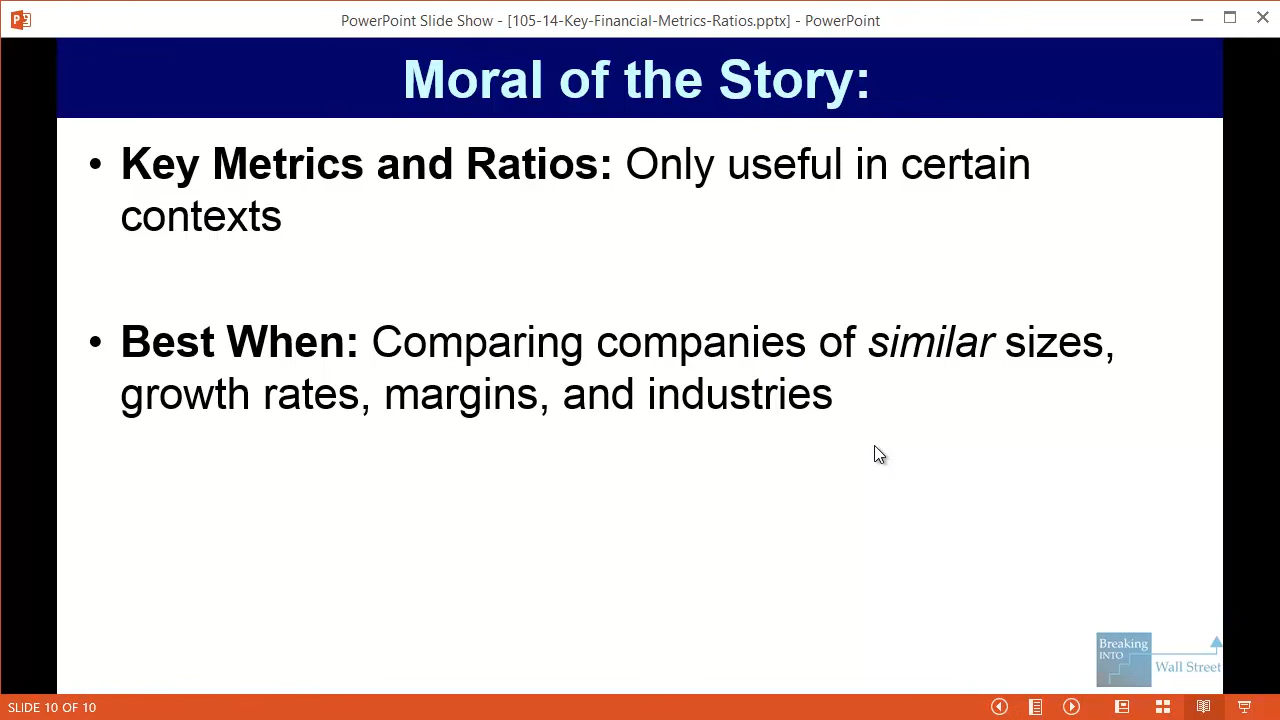 PowerPoint Slide Show - [105-14-Key-Financial-Metrics-Ratios.pptx] - PowerPoint
Moral of the Story:
• Key Metrics and Ratios: Only useful in certain
contexts
• Best When: Comparing companies of similar sizes,
growth rates, margins, and industries
Breaking
INTO
Wall Street
SLIDE 10 OF 10